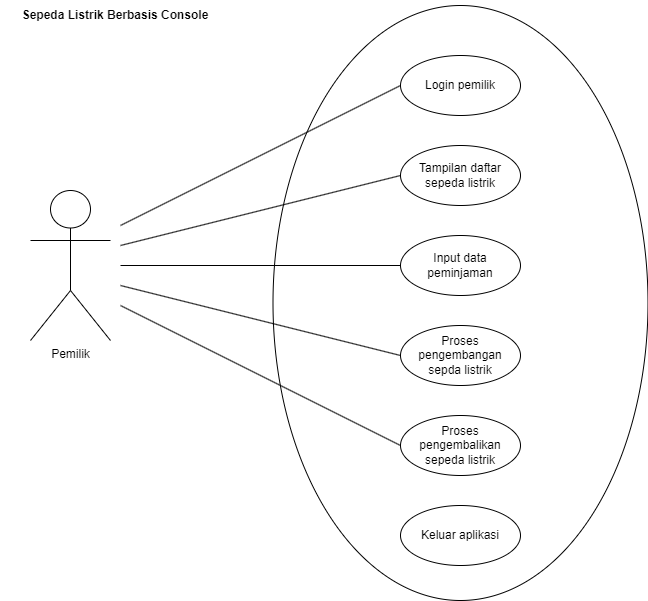 Sepeda Listrik Berbasis Console
Login pemilik
Tampilan daftar
sepeda listrik
Input data
peminjaman
Proses
pengembangan
sepda listrik
Proses
pengembalikan
sepeda listrik
Keluar aplikasi
Pemilik